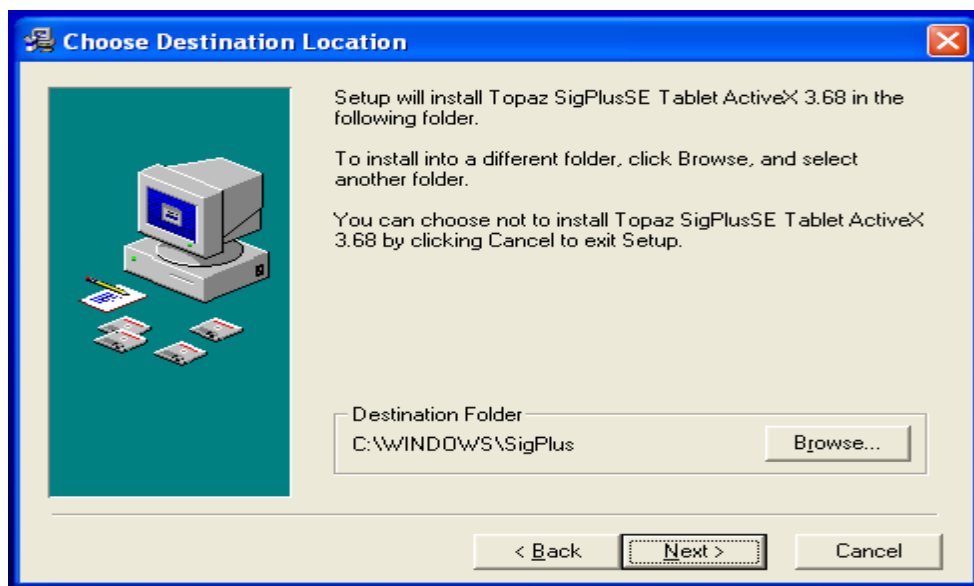 Choose Destination Location
Setup will install Topaz SigPlusSE Tablet ActiveX 3.68 in the
following folder.
To install into a different folder, click Browse, and select
another folder.
You can choose not to install Topaz SigPlusSE Tablet ActiveX
3.68 by clicking Cancel to exit Setup.
Destination Folder
C:\WINDOWS\SigPlus
Browse...
< Back
Next >
Cancel